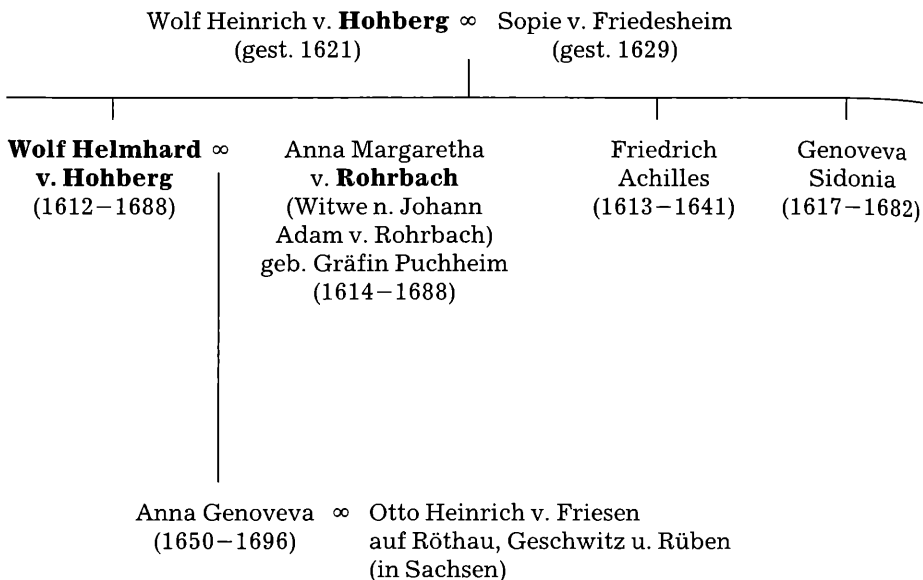 Wolf Heinrich v. Hohberg ∞ Sopie v. Friedesheim
(gest. 1621) (gest. 1629)
Wolf Helmhard ∞
v. Hohberg
(1612–1688)
Anna Margaretha
v. Rohrbach
(Witwe n. Johann
Adam v. Rohrbach)
geb. Gräfin Puchheim
(1614–1688)
Friedrich
Achilles
(1613–1641)
Genoveva
Sidonia
(1617–1682)
Anna Genoveva ∞ Otto Heinrich v. Friesen
(1650–1696) auf Röthau, Geschwitz u. Rüben
(in Sachsen)